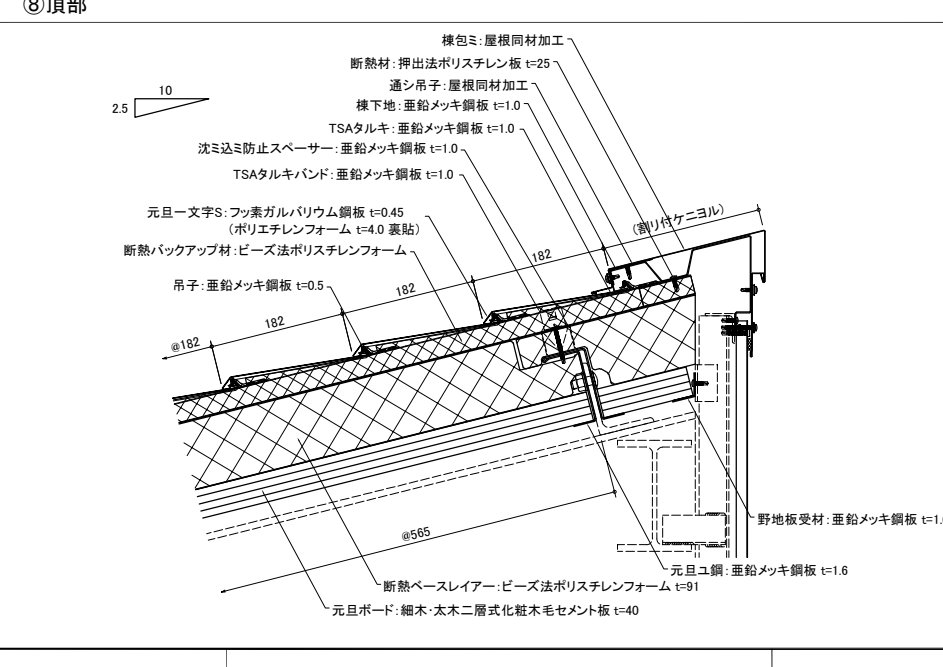 ⑧頂部
棟包ミ：屋根同材加工
断熱材：押出法ポリスチレン板 t=25
通シ吊子：屋根同材加工
棟下地：亜鉛メッキ鋼板 t=1.0
TSAタルキ：亜鉛メッキ鋼板 t=1.0
沈ミ込ミ防止スペーサー：亜鉛メッキ鋼板 t=1.0
TSAタルキバンド：亜鉛メッキ鋼板 t=1.0
10
2.5
元旦一文字S：フッ素ガルバリウム鋼板 t=0.45
（ポリエチレンフォーム t=4.0 裏貼）
断熱バックアップ材：ビーズ法ポリスチレンフォーム
吊子：亜鉛メッキ鋼板 t=0.5
(割り付ケニヨル)
182
182
182
@182
@565
野地板受材：亜鉛メッキ鋼板 t=1.
元旦ユ鋼：亜鉛メッキ鋼板 t=1.6
断熱ベースレイアー：ビーズ法ポリスチレンフォーム t=91
元旦ボード：細木・太木二層式化粧木毛セメント板 t=40